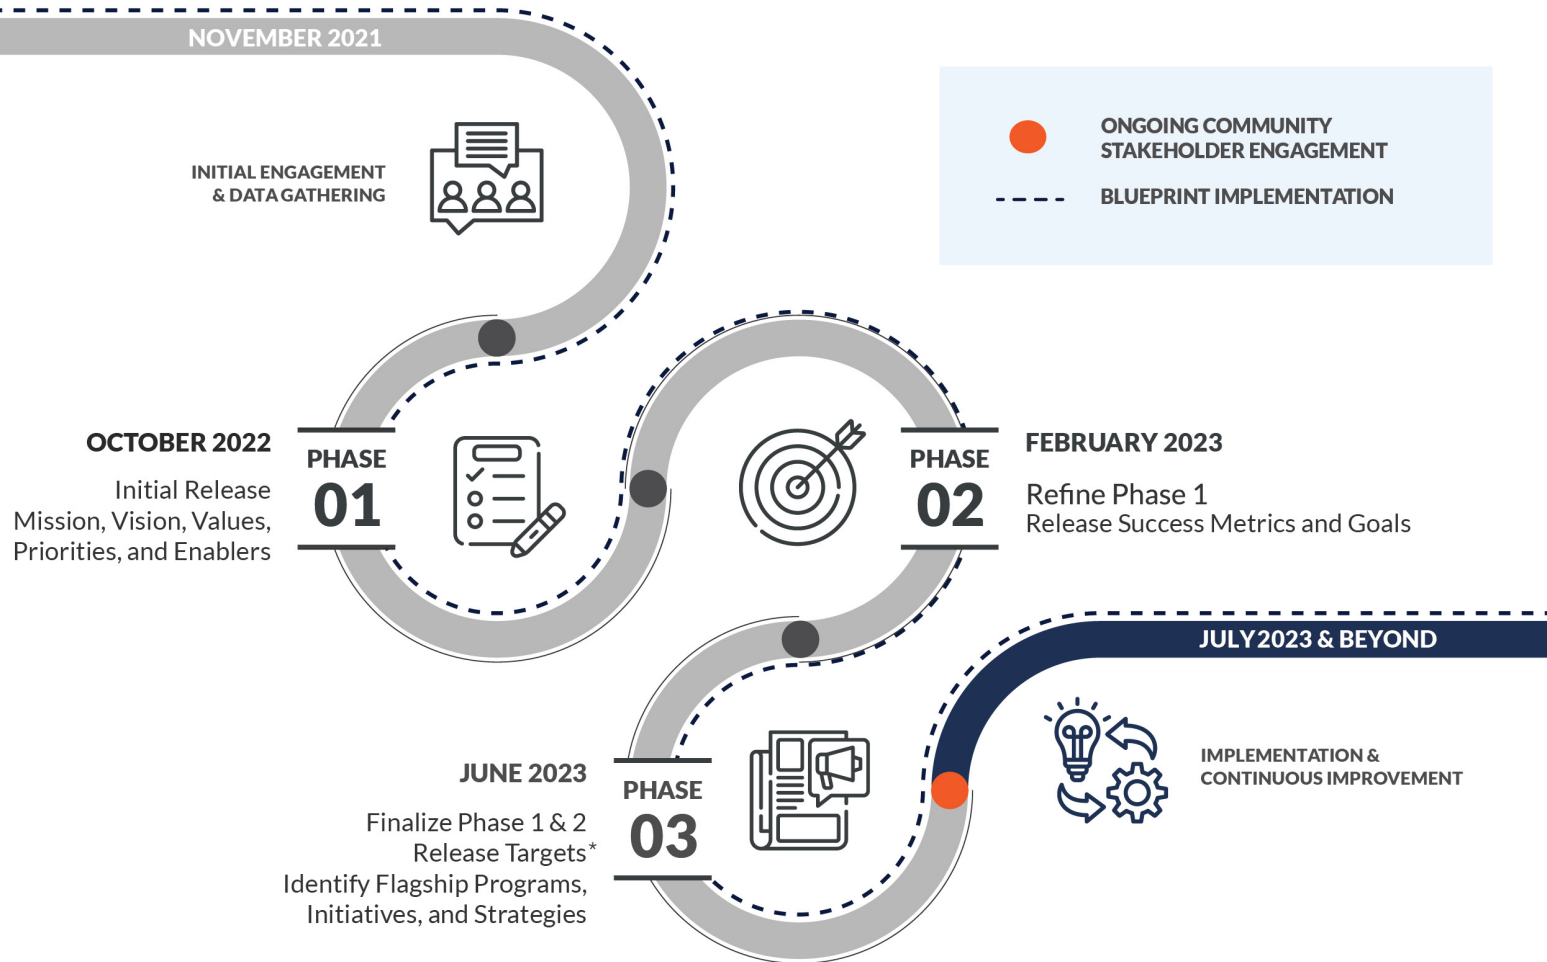 NOVEMBER 2021
INITIAL ENGAGEMENT
& DATA GATHERING
ONGOING COMMUNITY
STAKEHOLDER ENGAGEMENT
BLUEPRINT IMPLEMENTATION
OCTOBER 2022
Initial Release
Mission, Vision, Values,
Priorities, and Enablers
PHASE
01
PHASE
02
FEBRUARY 2023
Refine Phase 1
Release Success Metrics and Goals
JUNE 2023
Finalize Phase 1 & 2
Release Targets*
Identify Flagship Programs,
Initiatives, and Strategies
PHASE
03
JULY 2023 & BEYOND
IMPLEMENTATION &
CONTINUOUS IMPROVEMENT